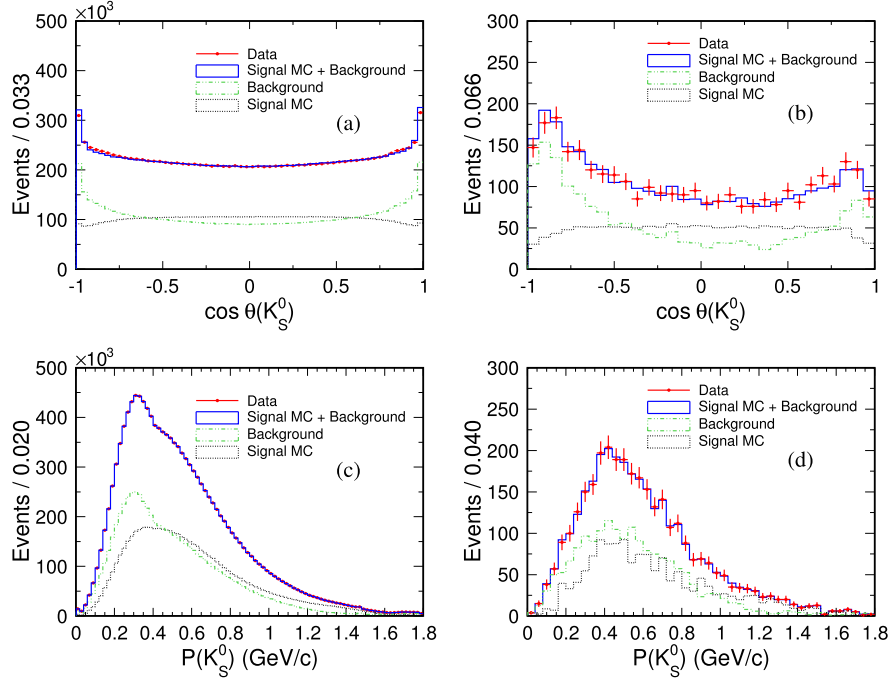 ×10³
500
400
300
200
100
0
Events / 0.033
Data
Signal MC + Background
Background
Signal MC
(a)
-1 -0.5 0 0.5 1
cos θ(K⁰S)
300
250
200
150
100
50
0
Events / 0.066
Data
Signal MC + Background
Background
Signal MC
(b)
-1 -0.5 0 0.5 1
cos θ(K⁰S)
×10³
500
400
300
200
100
0
Events / 0.020
Data
Signal MC + Background
Background
Signal MC
(c)
0 0.2 0.4 0.6 0.8 1 1.2 1.4 1.6 1.8
P(K⁰S) (GeV/c)
300
250
200
150
100
50
0
Events / 0.040
Data
Signal MC + Background
Background
Signal MC
(d)
0 0.2 0.4 0.6 0.8 1 1.2 1.4 1.6 1.8
P(K⁰S) (GeV/c)